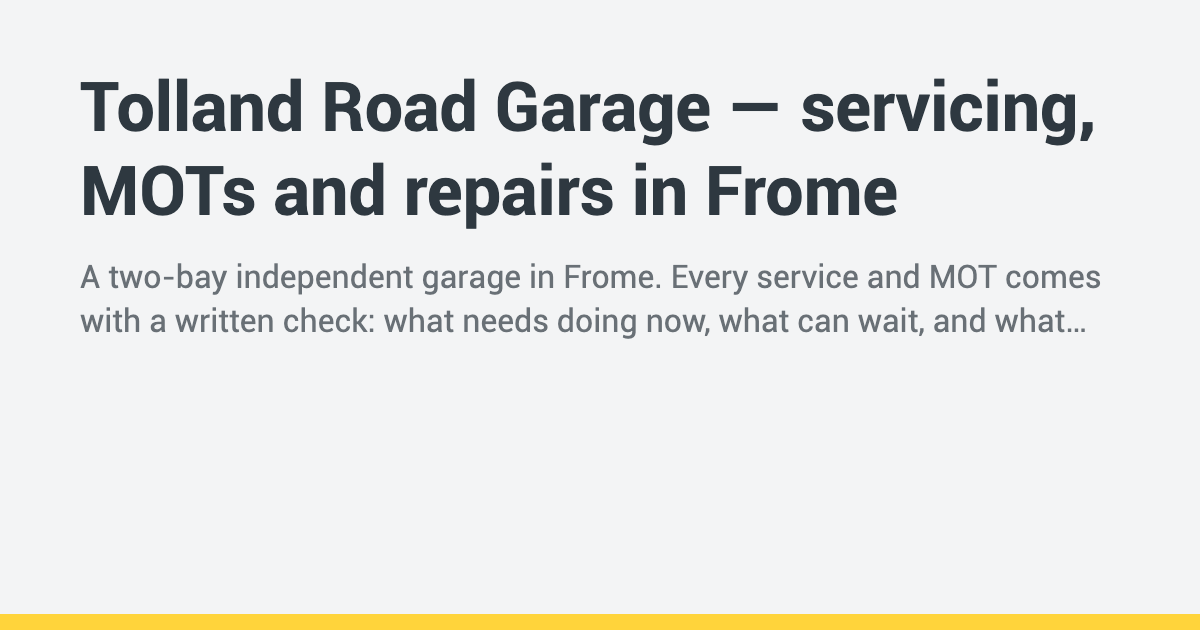 Tolland Road Garage — servicing,
MOTs and repairs in Frome
A two-bay independent garage in Frome. Every service and MOT comes
with a written check: what needs doing now, what can wait, and what…